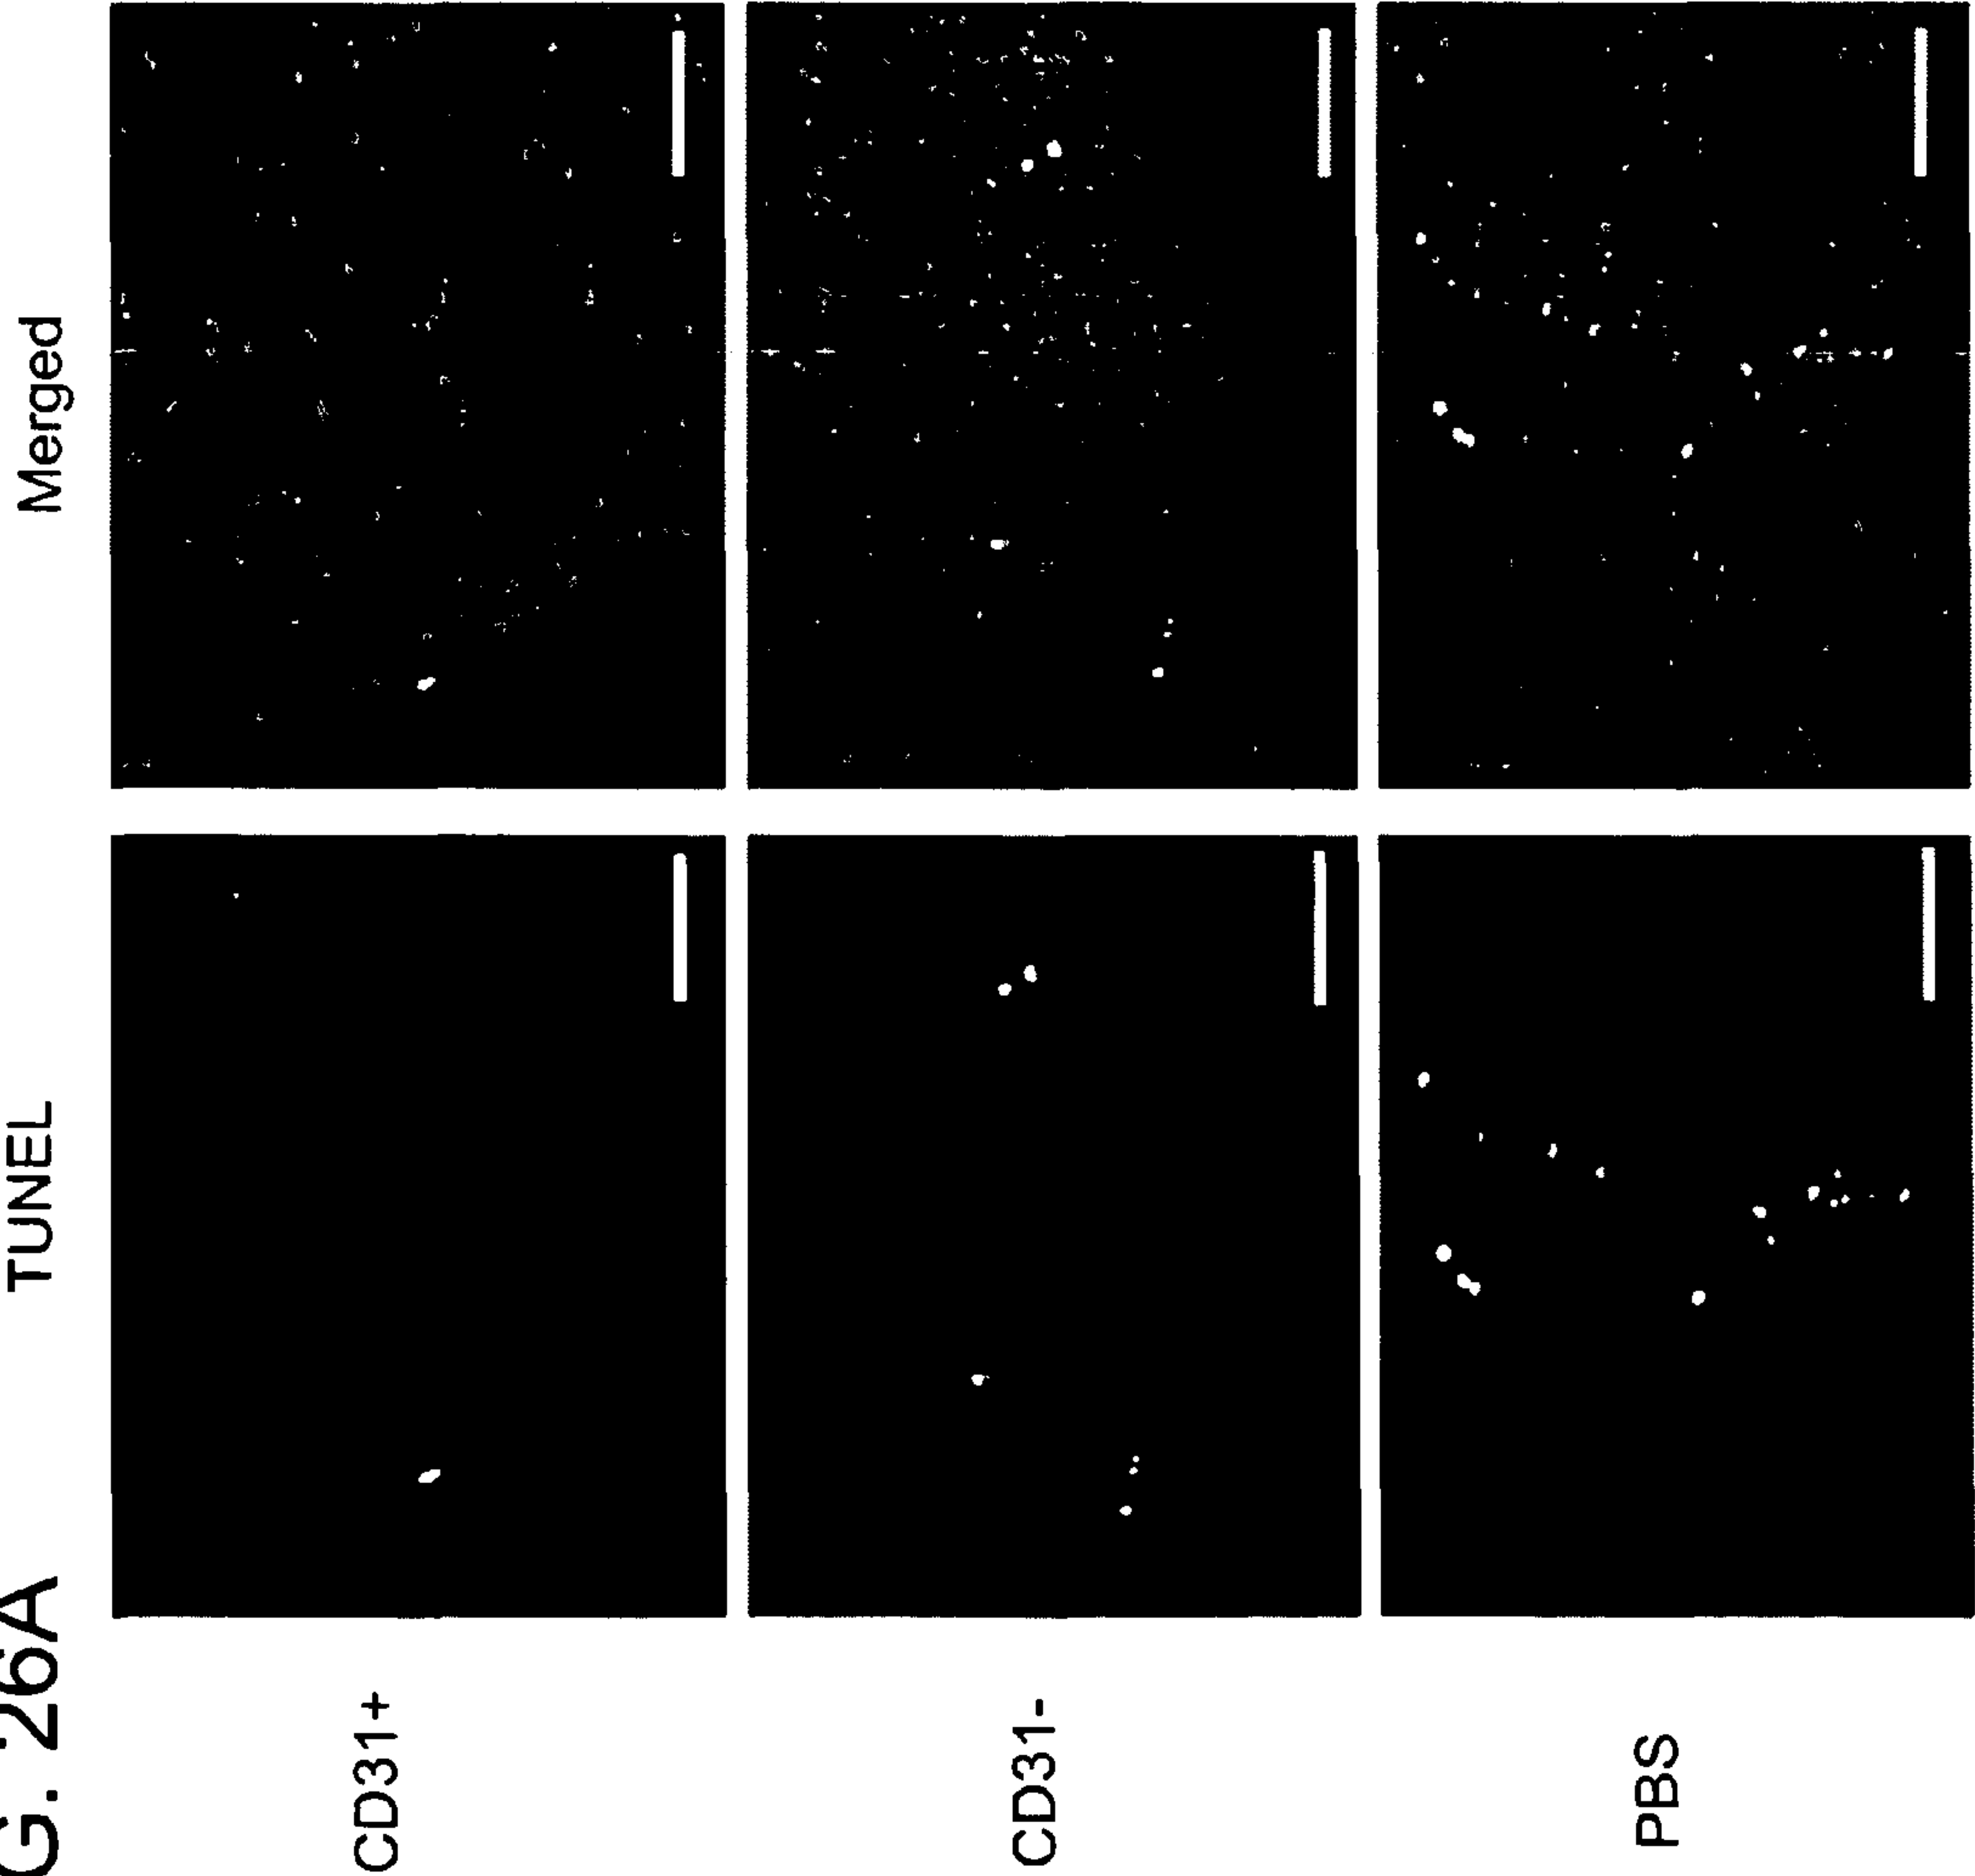 G. 26A
TUNEL
Merged
CD31+
CD31-
PBS